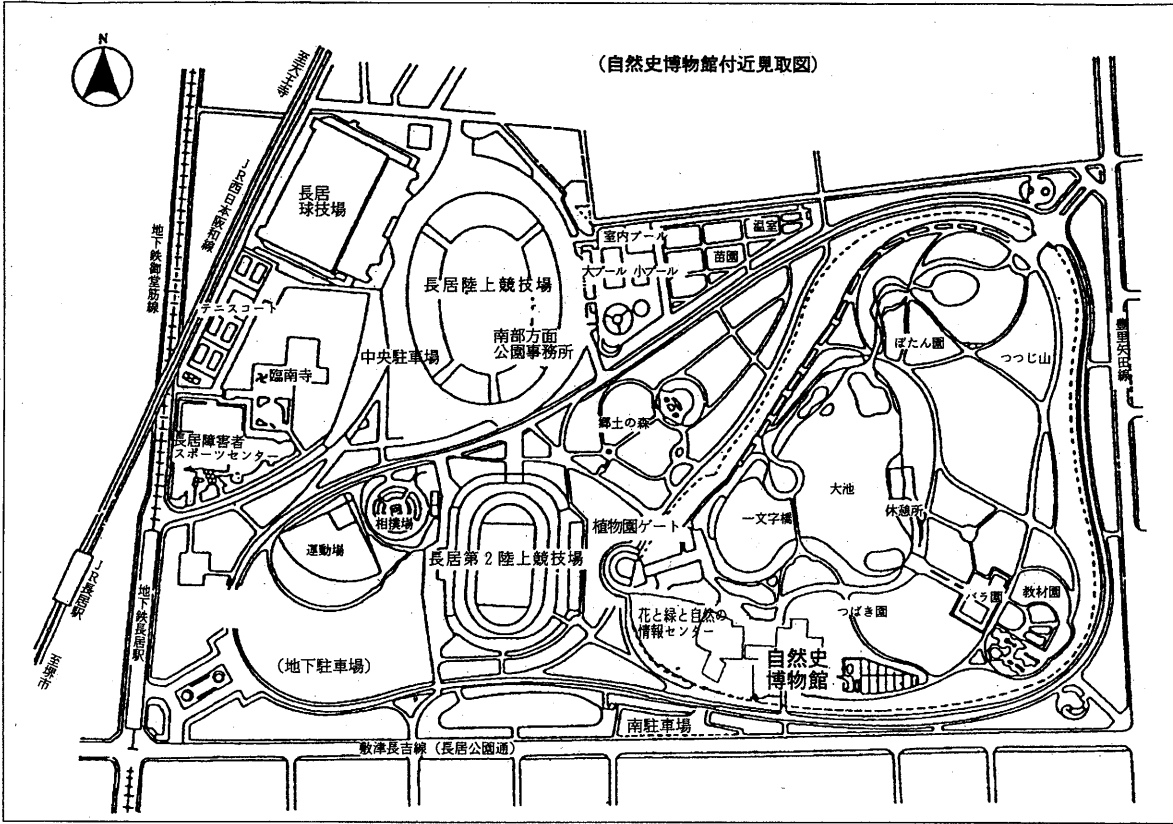 N
(自然史博物館付近見取図)
至天王寺
JR西日本阪和線
地下鉄御堂筋線
長居
球技場
室内プール
温室
苗園
大プール 小プール
長居陸上競技場
テニスコート
南部方面
公園事務所
中央駐車場
ぼたん園
つつじ山
豊里矢田線
臨南寺
郷土の森
長居障害者
スポーツセンター
大池
休憩所
相撲場
植物園ゲート
一文字橋
運動場
長居第2陸上競技場
JR長居駅
地下鉄長居駅
バラ園
教材園
つばき園
花と緑と自然の
情報センター
至堺市
(地下駐車場)
自然史
博物館
南駐車場
敷津長吉線(長居公園通)